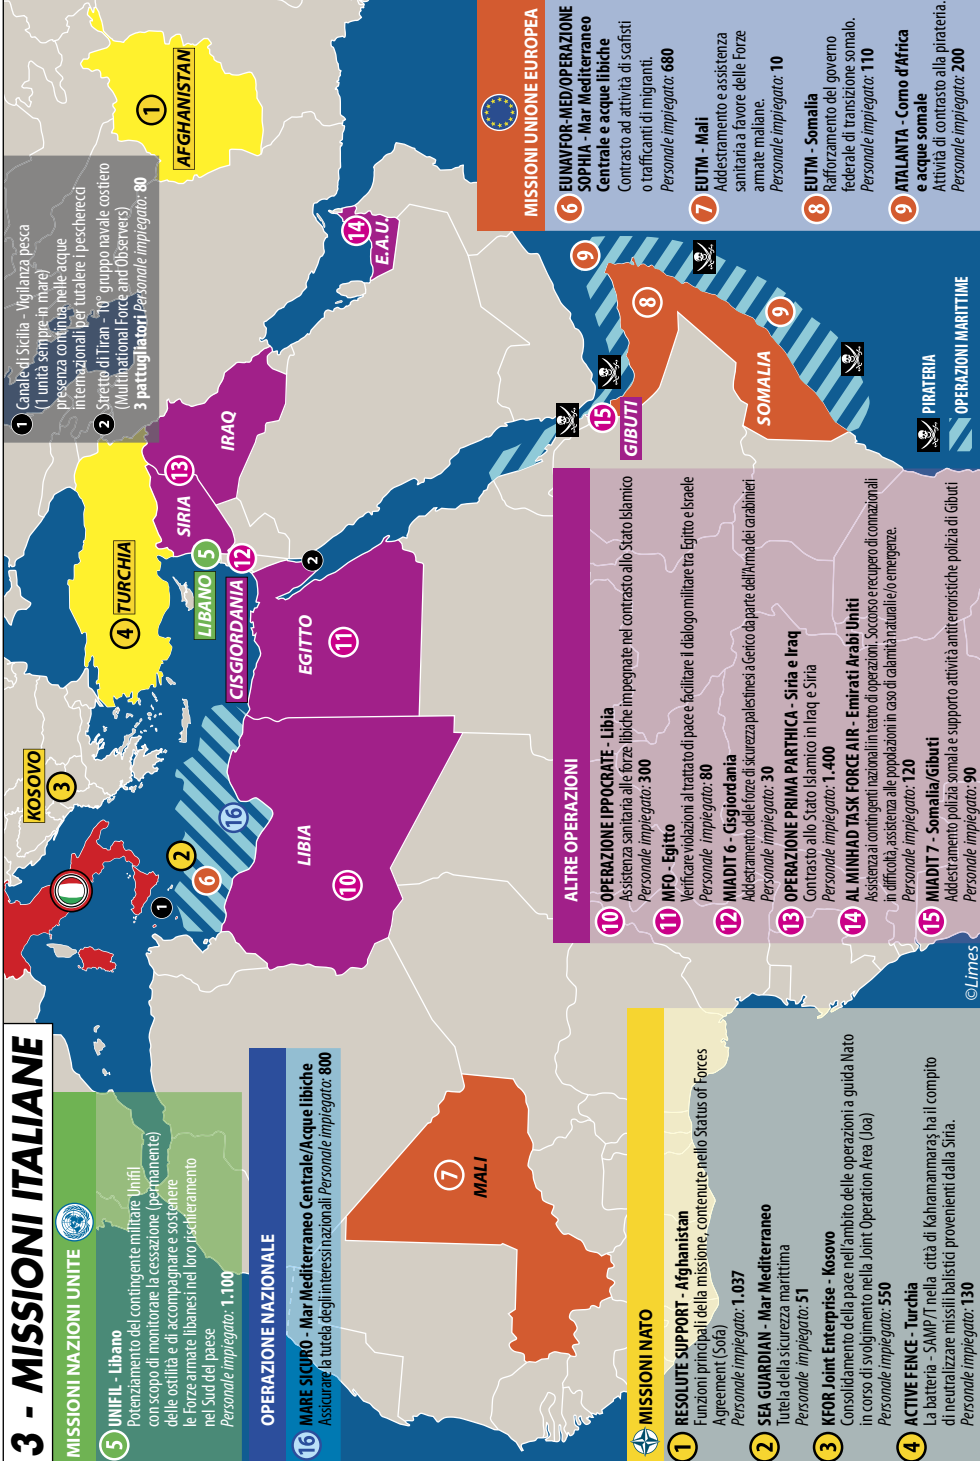 3 - MISSIONI ITALIANE
MISSIONI NAZIONI UNITE
5 UNIFIL - Libano
Potenziamento del contingente militare Unifil
con scopo di monitorare la cessazione (permanente)
delle ostilità e di accompagnare e sostenere
le Forze armate libanesi nel loro rischieramento
nel Sud del paese
Personale impiegato: 1.100
OPERAZIONE NAZIONALE
16 MARE SICURO - Mar Mediterraneo Centrale/Acque libiche
Assicurare la tutela degli interessi nazionali Personale impiegato: 800
MISSIONI NATO
1 RESOLUTE SUPPORT - Afghanistan
Funzioni principali della missione, contenute nello Status of Forces
Agreement (Sofa)
Personale impiegato: 1.037
2 SEA GUARDIAN - Mar Mediterraneo
Tutela della sicurezza marittima
Personale impiegato: 51
3 KFOR Joint Enterprise - Kosovo
Consolidamento della pace nell'ambito delle operazioni a guida Nato
in corso di svolgimento nella Joint Operation Area (Joa)
Personale impiegato: 550
4 ACTIVE FENCE - Turchia
La batteria - SAMP/T nella città di Kahramanmaraş ha il compito
di neutralizzare missili balistici provenienti dalla Siria.
Personale impiegato: 130
ALTRE OPERAZIONI
10 OPERAZIONE IPPOCRATE - Libia
Assistenza sanitaria alle forze libiche impegnate nel contrasto allo Stato Islamico
Personale impiegato: 300
11 MFO - Egitto
Verificare violazioni al trattato di pace e facilitare il dialogo militare tra Egitto e Israele
Personale impiegato: 80
12 MIADIT 6 - Cisgiordania
Addestramento delle forze di sicurezza palestinesi a Gerico da parte dell'Arma dei carabinieri
Personale impiegato: 30
13 OPERAZIONE PRIMA PARTHICA - Siria e Iraq
Contrasto allo Stato Islamico in Iraq e Siria
Personale impiegato: 1.400
14 AL MINHAD TASK FORCE AIR - Emirati Arabi Uniti
Assistenza ai contingenti nazionali in teatro di operazioni. Soccorso e recupero di connazionali
in difficoltà, assistenza alle popolazioni in caso di calamità naturali e/o emergenze.
Personale impiegato: 120
15 MIADIT 7 - Somalia/Gibuti
Addestramento polizia somala e supporto attività antiterroristiche polizia di Gibuti
Personale impiegato: 90
©Limes
1 Canale di Sicilia - Vigilanza pesca
(1 unità sempre in mare)
presenza continua nelle acque
internazionali per tutalere i pescherecci
2 Stretto di Tiran - 10° gruppo navale costiero
(Multinational Force and Observers)
3 pattugliatori Personale impiegato: 80
MISSIONI UNIONE EUROPEA
6 EUNAVFOR-MED/OPERAZIONE
SOPHIA - Mar Mediterraneo
Centrale e acque libiche
Contrasto ad attività di scafisti
o trafficanti di migranti.
Personale impiegato: 680
7 EUTM - Mali
Addestramento e assistenza
sanitaria a favore delle Forze
armate maliane.
Personale impiegato: 10
8 EUTM - Somalia
Rafforzamento del governo
federale di transizione somalo.
Personale impiegato: 110
9 ATALANTA - Corno d'Africa
e acque somale
Attività di contrasto alla pirateria.
Personale impiegato: 200
PIRATERIA
OPERAZIONI MARITTIME
KOSOVO
3
4 TURCHIA
1
AFGHANISTAN
LIBANO 5
SIRIA
13
IRAQ
CISGIORDANIA
12
2
EGITTO
11
LIBIA
10
16
2
6
1
14
E.A.U.
15
GIBUTI
SOMALIA
8
9
9
7
MALI